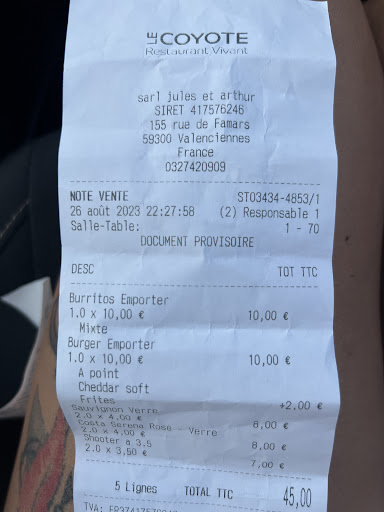 LE COYOTE
Restaurant Vivant
sarl jules et arthur
SIRET 417576246
155 rue de Famars
59300 Valenciennes
France
0327420909
NOTE VENTE ST03434-4853/1
26 août 2023 22:27:58 (2) Responsable 1
Salle-Table: 1 - 70
DOCUMENT PROVISOIRE
DESC TOT TTC
Burritos Emporter
1.0 x 10,00 € 10,00 €
Mixte
Burger Emporter
1.0 x 10,00 € 10,00 €
A point
Cheddar soft
Frites +2,00 €
Sauvignon Verre
2.0 x 4,00 € 8,00 €
Costa Serena Rosé - Verre
2.0 x 4,00 € 8,00 €
Shooter a 3.5
2.0 x 3,50 € 7,00 €
5 Lignes TOTAL TTC 45,00
TVA: